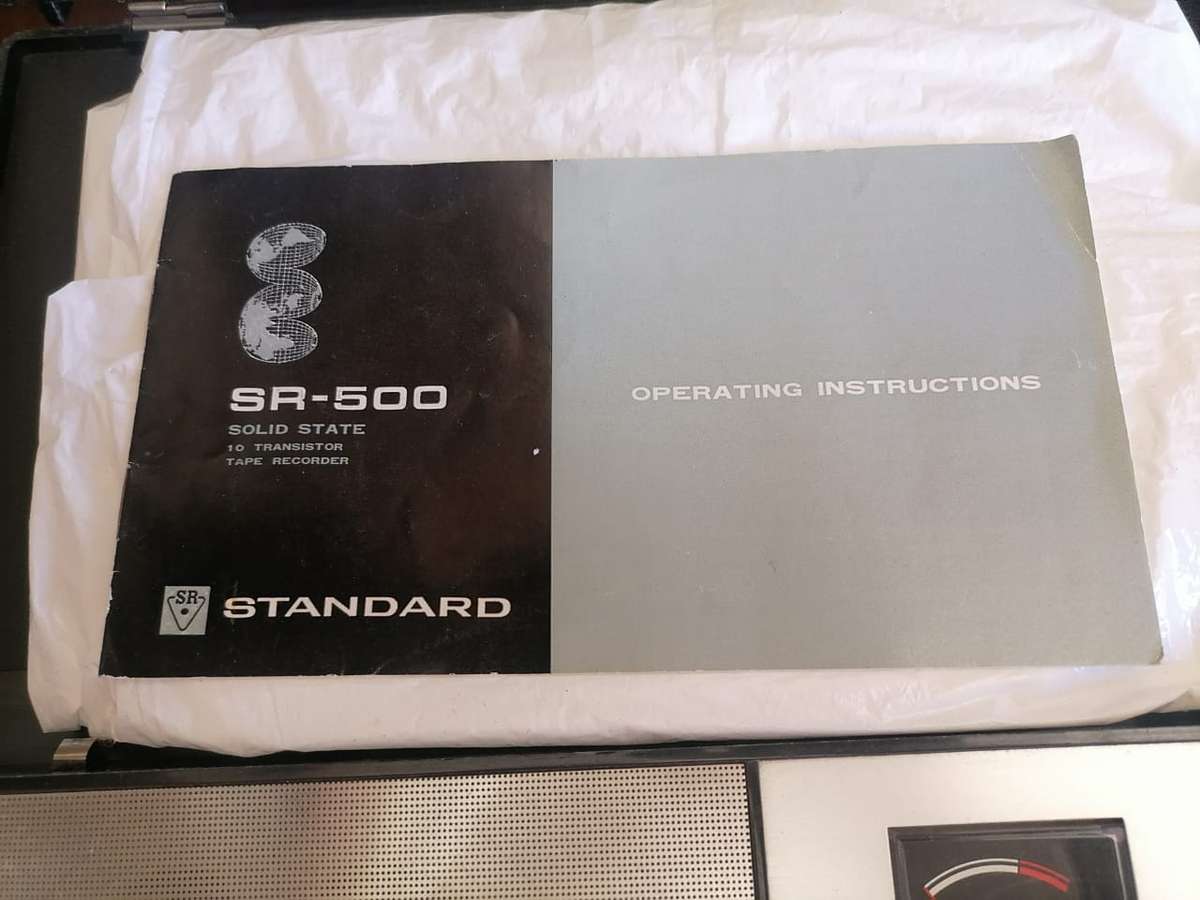 SR-500
SOLID STATE
10 TRANSISTOR
TAPE RECORDER
SR
STANDARD
OPERATING INSTRUCTIONS